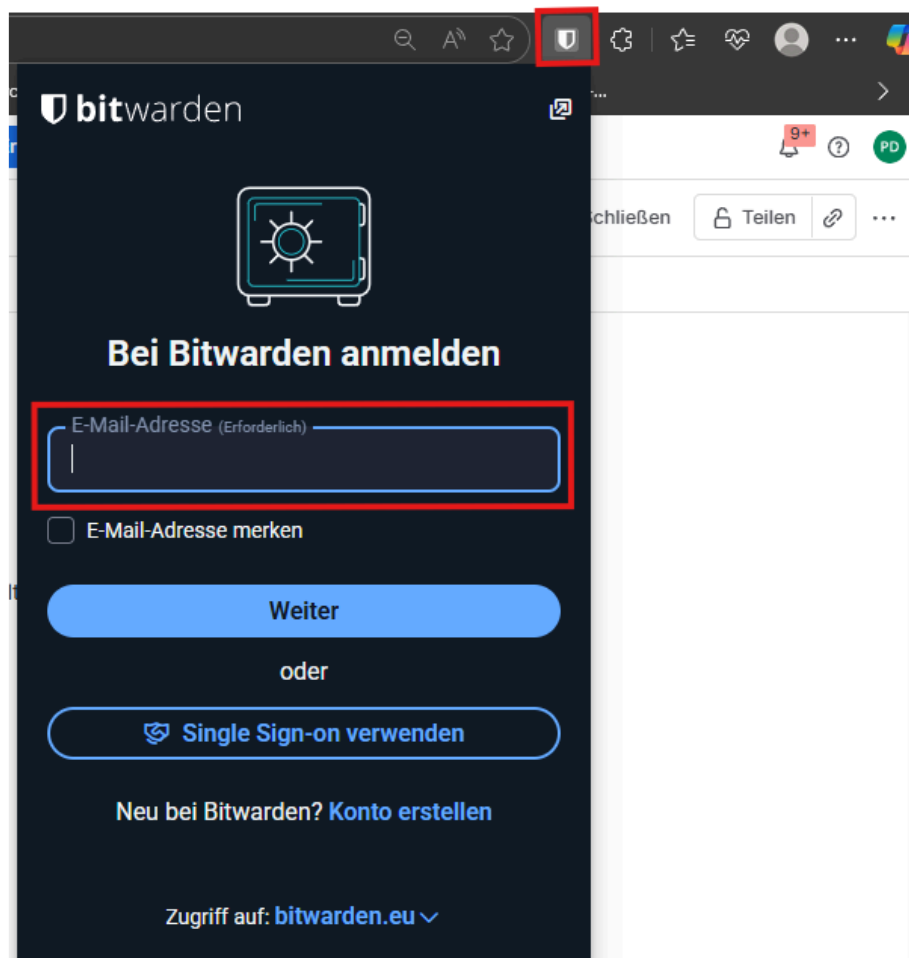 bitwarden
9+
PD
Schließen
Teilen
Bei Bitwarden anmelden
E-Mail-Adresse (Erforderlich)
E-Mail-Adresse merken
Weiter
oder
Single Sign-on verwenden
Neu bei Bitwarden? Konto erstellen
Zugriff auf: bitwarden.eu